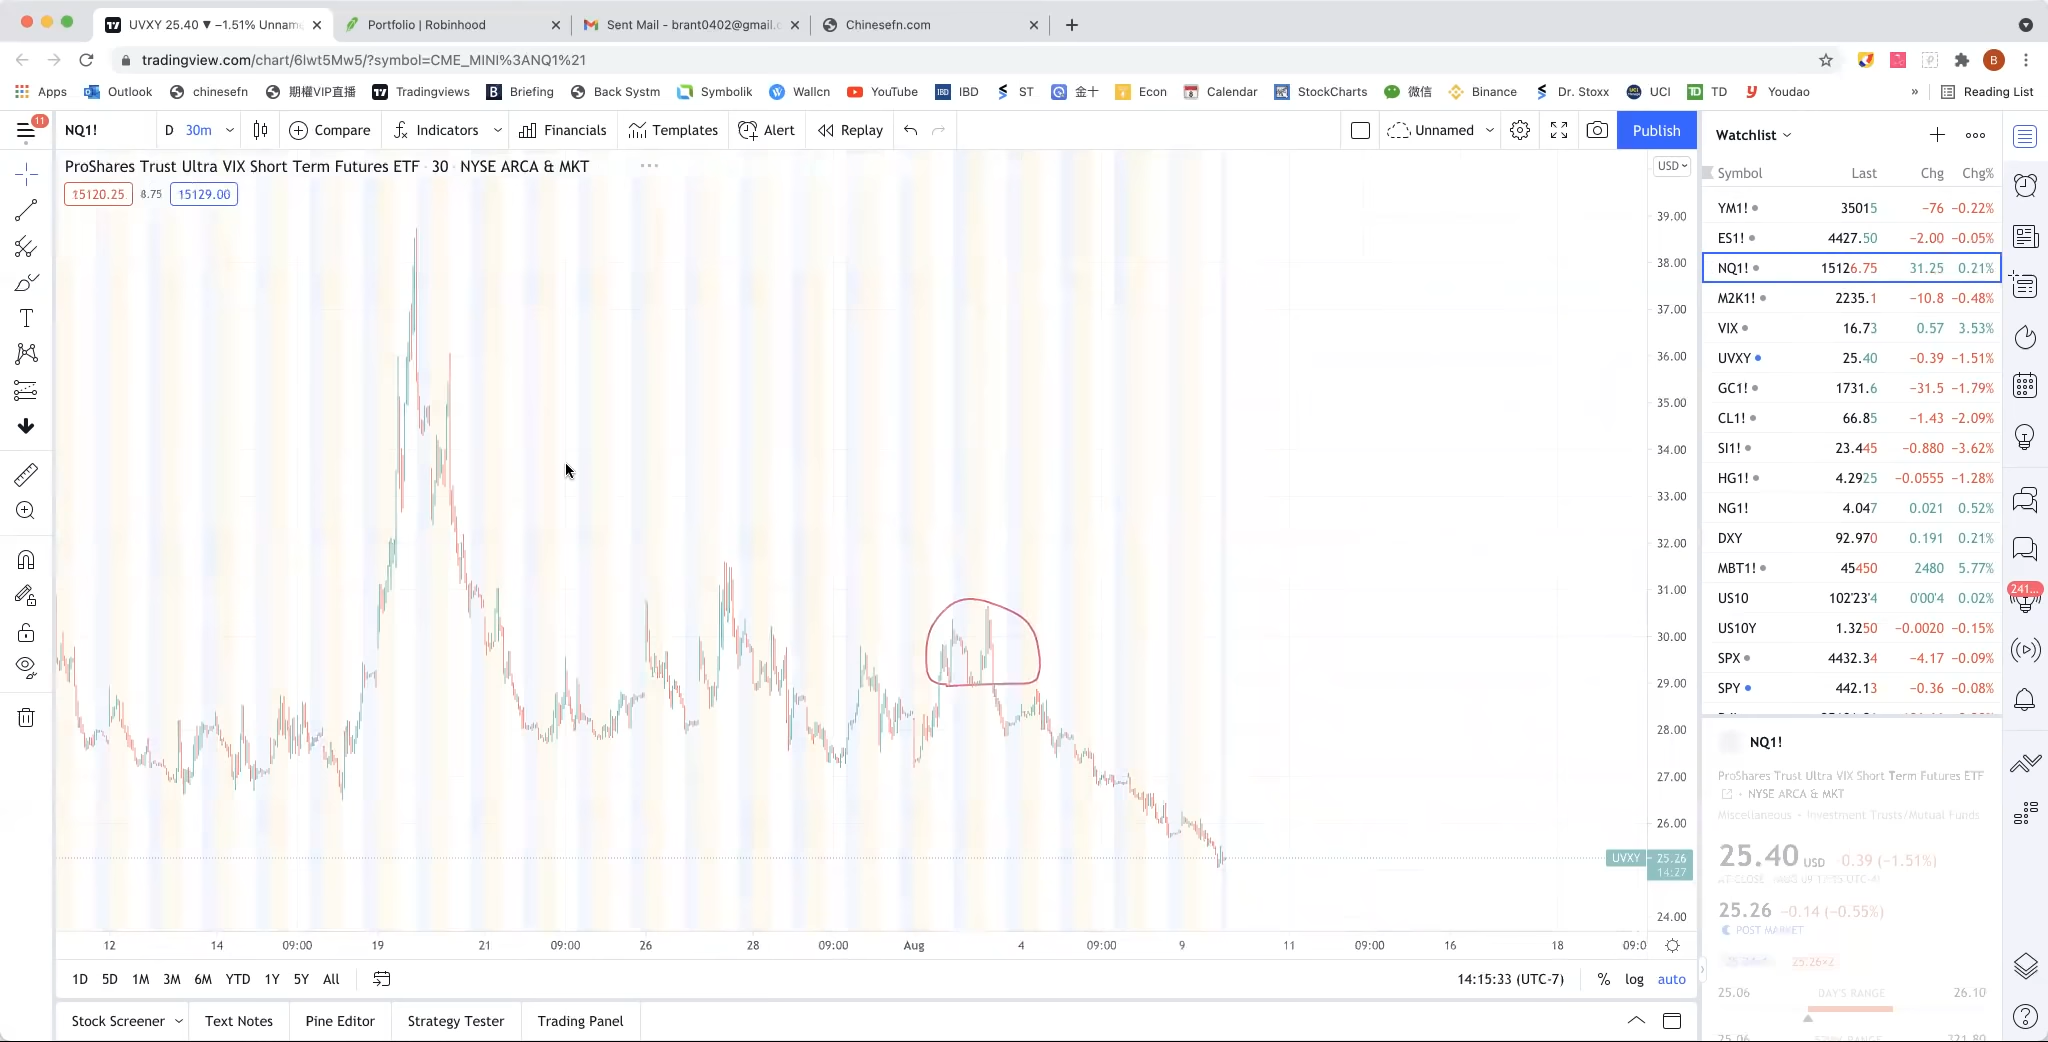 UVXY 25.40 ▼ −1.51% Unname
Portfolio | Robinhood
Sent Mail - brant0402@gmail.c
Chinesefn.com
tradingview.com/chart/6lwt5Mw5/?symbol=CME_MINI%3ANQ1%21
B
Apps Outlook chinesefn 期權VIP直播 Tradingviews Briefing Back Systm Symbolik Wallcn YouTube IBD ST 金十 Econ Calendar StockCharts 微信 Binance Dr. Stoxx UCI TD Youdao » Reading List
11
NQ1! D 30m Compare Indicators Financials Templates Alert Replay Unnamed Publish
ProShares Trust Ultra VIX Short Term Futures ETF · 30 · NYSE ARCA & MKT
15120.25 8.75 15129.00
USD
39.00
38.00
37.00
36.00
35.00
34.00
33.00
32.00
31.00
30.00
29.00
28.00
27.00
26.00
UVXY 25.26
14:27
24.00
12 14 09:00 19 21 09:00 26 28 09:00 Aug 4 09:00 9 11 09:00 16 18 09:0
1D 5D 1M 3M 6M YTD 1Y 5Y All
14:15:33 (UTC-7) % log auto
Stock Screener Text Notes Pine Editor Strategy Tester Trading Panel
Watchlist
Symbol Last Chg Chg%
YM1! 35015 −76 −0.22%
ES1! 4427.50 −2.00 −0.05%
NQ1! 15126.75 31.25 0.21%
M2K1! 2235.1 −10.8 −0.48%
VIX 16.73 0.57 3.53%
UVXY 25.40 −0.39 −1.51%
GC1! 1731.6 −31.5 −1.79%
CL1! 66.85 −1.43 −2.09%
SI1! 23.445 −0.880 −3.62%
HG1! 4.2925 −0.0555 −1.28%
NG1! 4.047 0.021 0.52%
DXY 92.970 0.191 0.21%
MBT1! 45450 2480 5.77%
US10 102'23'4 0'00'4 0.02%
US10Y 1.3250 −0.0020 −0.15%
SPX 4432.34 −4.17 −0.09%
SPY 442.13 −0.36 −0.08%
241...
NQ1!
ProShares Trust Ultra VIX Short Term Futures ETF
· NYSE ARCA & MKT
Miscellaneous • Investment Trusts/Mutual Funds
25.40 USD −0.39 (−1.51%)
25.26 −0.14 (−0.55%)
POST MARKET
25.26×2
25.06 DAY'S RANGE 26.10